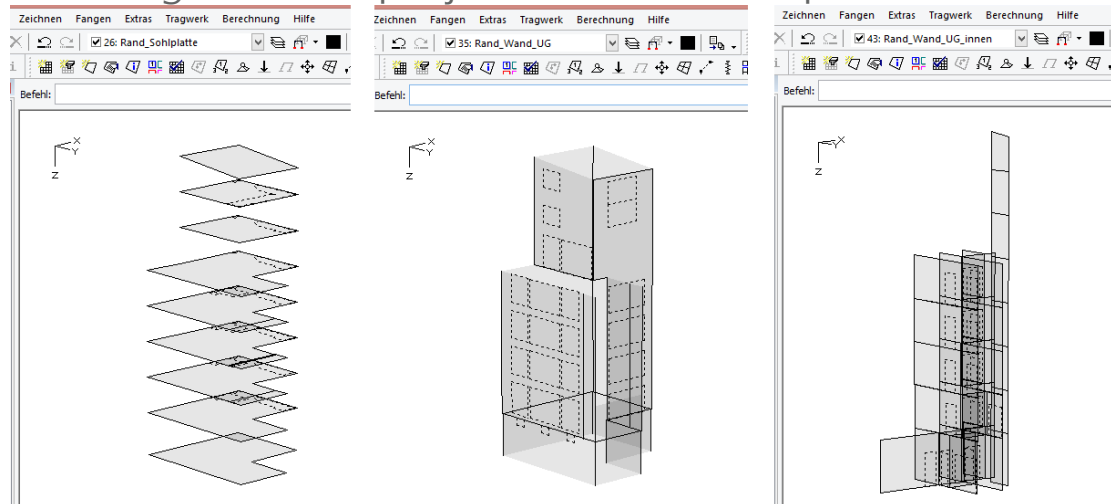 Zeichnen Fangen Extras Tragwerk Berechnung Hilfe
26: Rand_Sohlplatte
Befehl:
X
Y
Z
Zeichnen Fangen Extras Tragwerk Berechnung Hilfe
35: Rand_Wand_UG
Befehl:
X
Y
Z
Zeichnen Fangen Extras Tragwerk Berechnung Hilfe
43: Rand_Wand_UG_innen
Befehl:
X
Y
Z